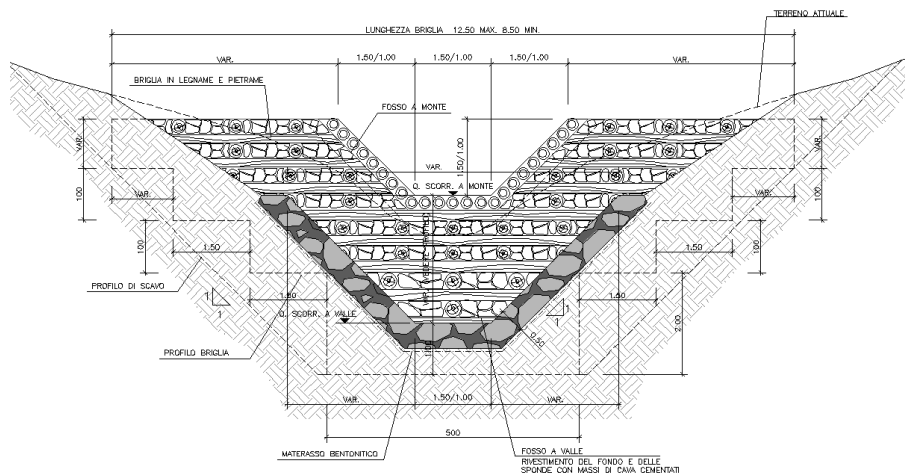 TERRENO ATTUALE
LUNGHEZZA BRIGLIA 12.50 MAX. 8.50 MIN.
VAR.
1.50/1.00
1.50/1.00
1.50/1.00
VAR.
BRIGLIA IN LEGNAME E PIETRAME
FOSSO A MONTE
VAR.
VAR.
1.50/1.00
VAR.
Q. SCORR. A MONTE
100
100
VAR.
VAR.
100
100
1.50
1.50
PROFILO DI SCAVO
1
1
1
1
1.50
Q. SCORR. A VALLE
0.50
2.00
PROFILO BRIGLIA
VAR.
1.50/1.00
VAR.
500
MATERASSO BENTONITICO
FOSSO A VALLE
RIVESTIMENTO DEL FONDO E DELLE
SPONDE CON MASSI DI CAVA CEMENTATI